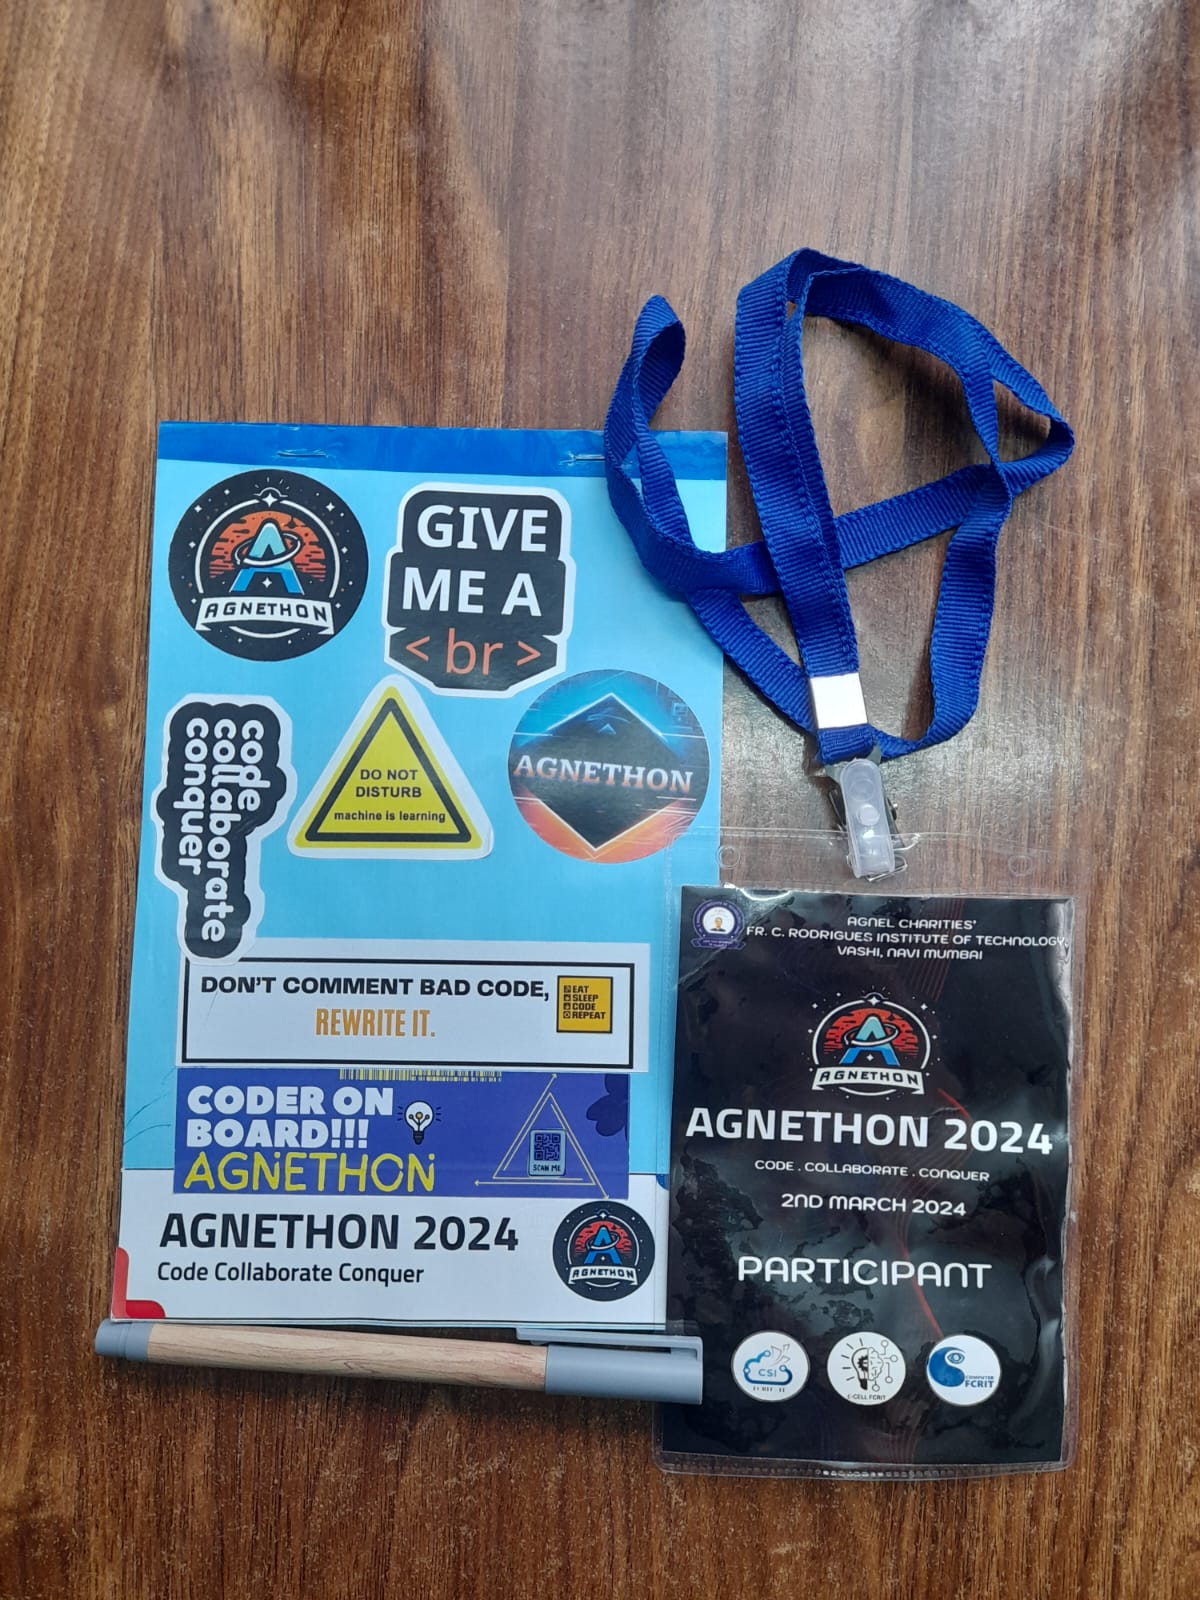 AGNETHON
GIVE
ME A
<br>
code
collaborate
conquer
DO NOT
DISTURB
machine is learning
AGNETHON
DON'T COMMENT BAD CODE,
REWRITE IT.
EAT
SLEEP
CODE
REPEAT
CODER ON
BOARD!!!
AGNETHON
SCAN ME
AGNETHON 2024
Code Collaborate Conquer
AGNETHON
AGNEL CHARITIES'
FR. C. RODRIGUES INSTITUTE OF TECHNOLOGY,
VASHI, NAVI MUMBAI
AGNETHON
AGNETHON 2024
CODE . COLLABORATE . CONQUER
2ND MARCH 2024
PARTICIPANT
CSI
E-CELL FCRIT
COMPUTER
FCRIT